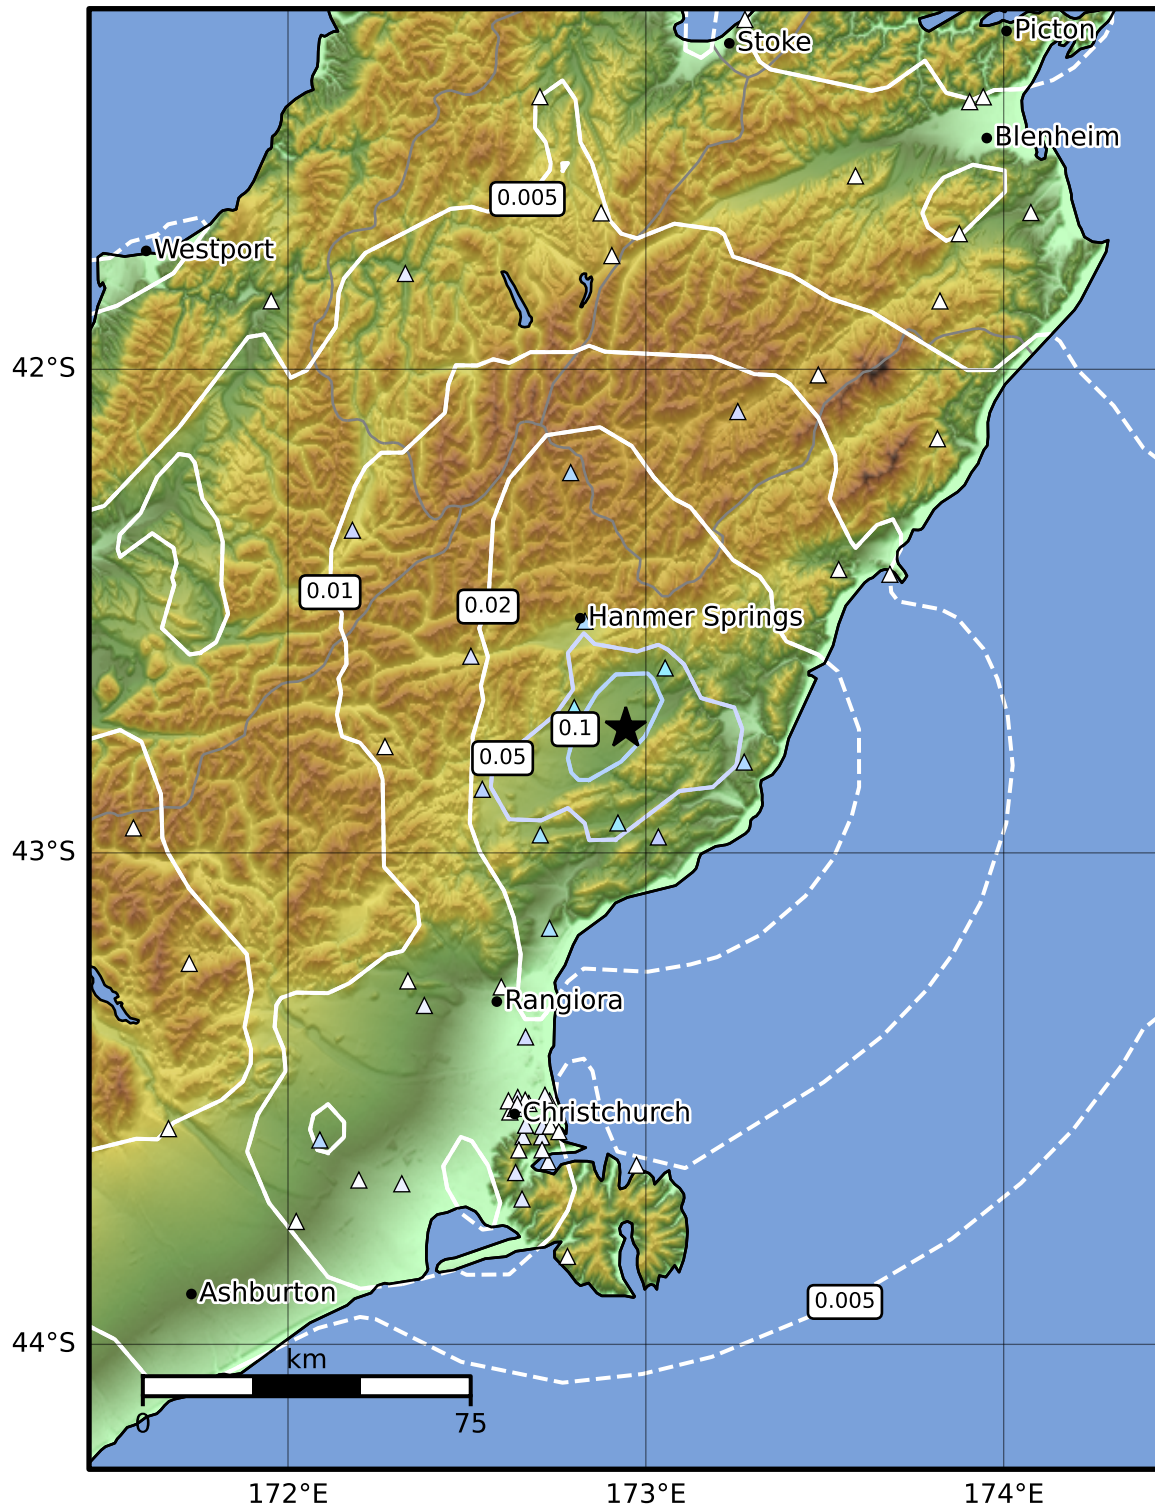 Picton
Stoke
Blenheim
0.005
Westport
42°S
0.01
0.02
Hanmer Springs
0.1
0.05
43°S
Rangiora
Christchurch
Ashburton
0.005
44°S
km
0
75
172°E
173°E
174°E